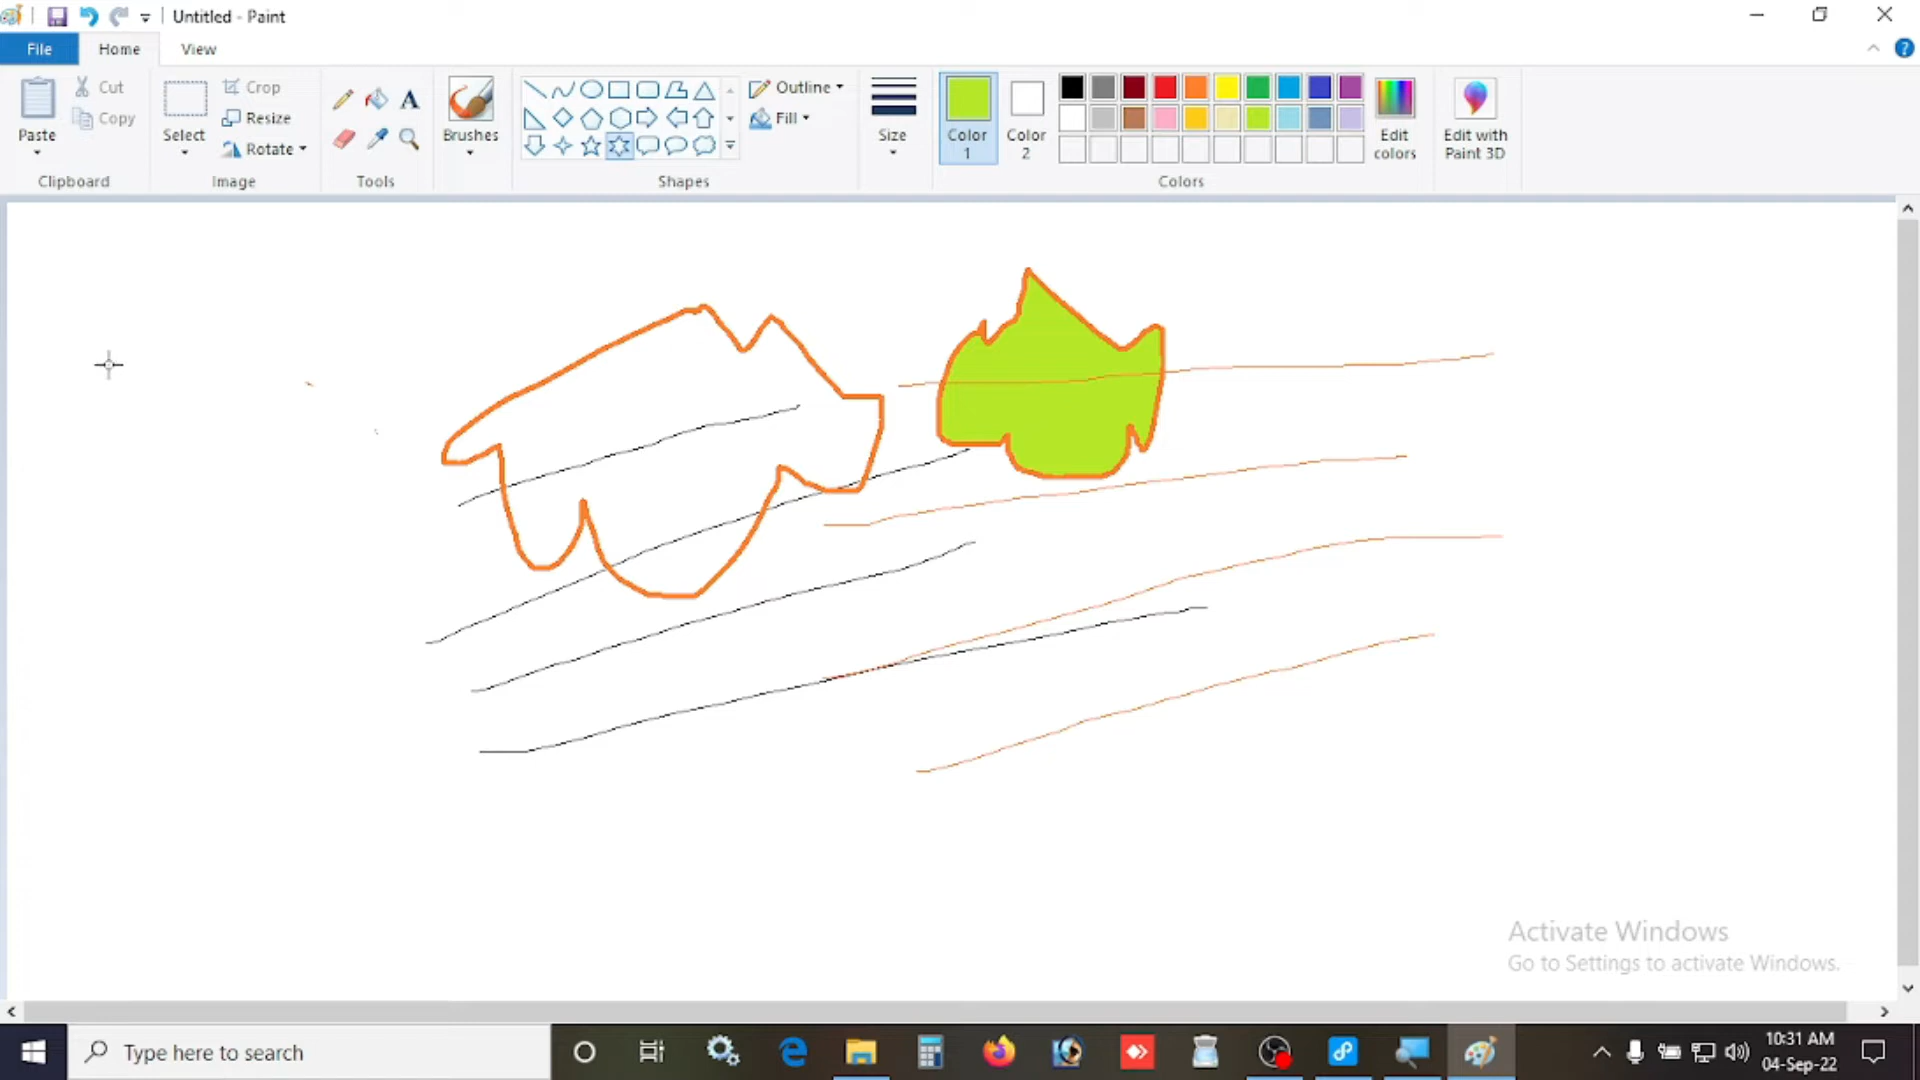 Untitled - Paint
File Home View
Paste
Cut
Copy
Clipboard
Select
Crop
Resize
Rotate
Image
Tools
Brushes
Shapes
Outline
Fill
Size
Color 1
Color 2
Colors
Edit colors
Edit with Paint 3D
Activate Windows
Go to Settings to activate Windows.
Type here to search
10:31 AM
04-Sep-22